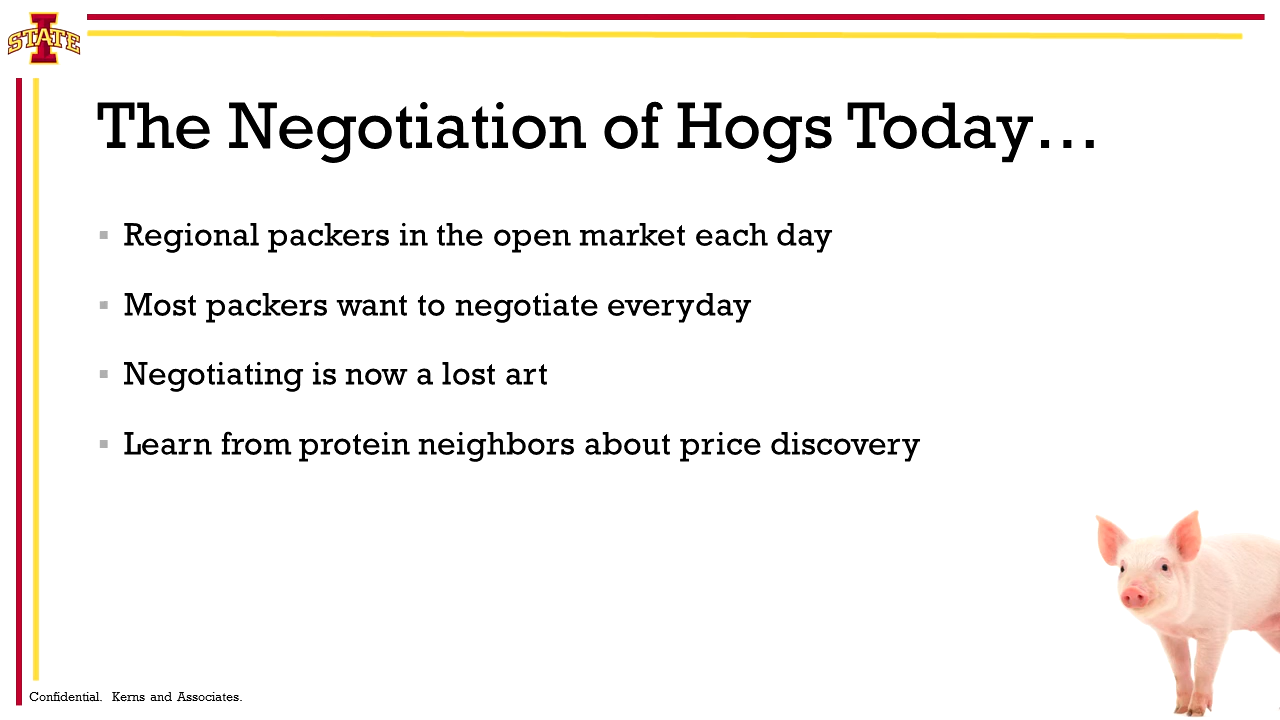 STATE
The Negotiation of Hogs Today…
▪ Regional packers in the open market each day
▪ Most packers want to negotiate everyday
▪ Negotiating is now a lost art
▪ Learn from protein neighbors about price discovery
Confidential. Kerns and Associates.